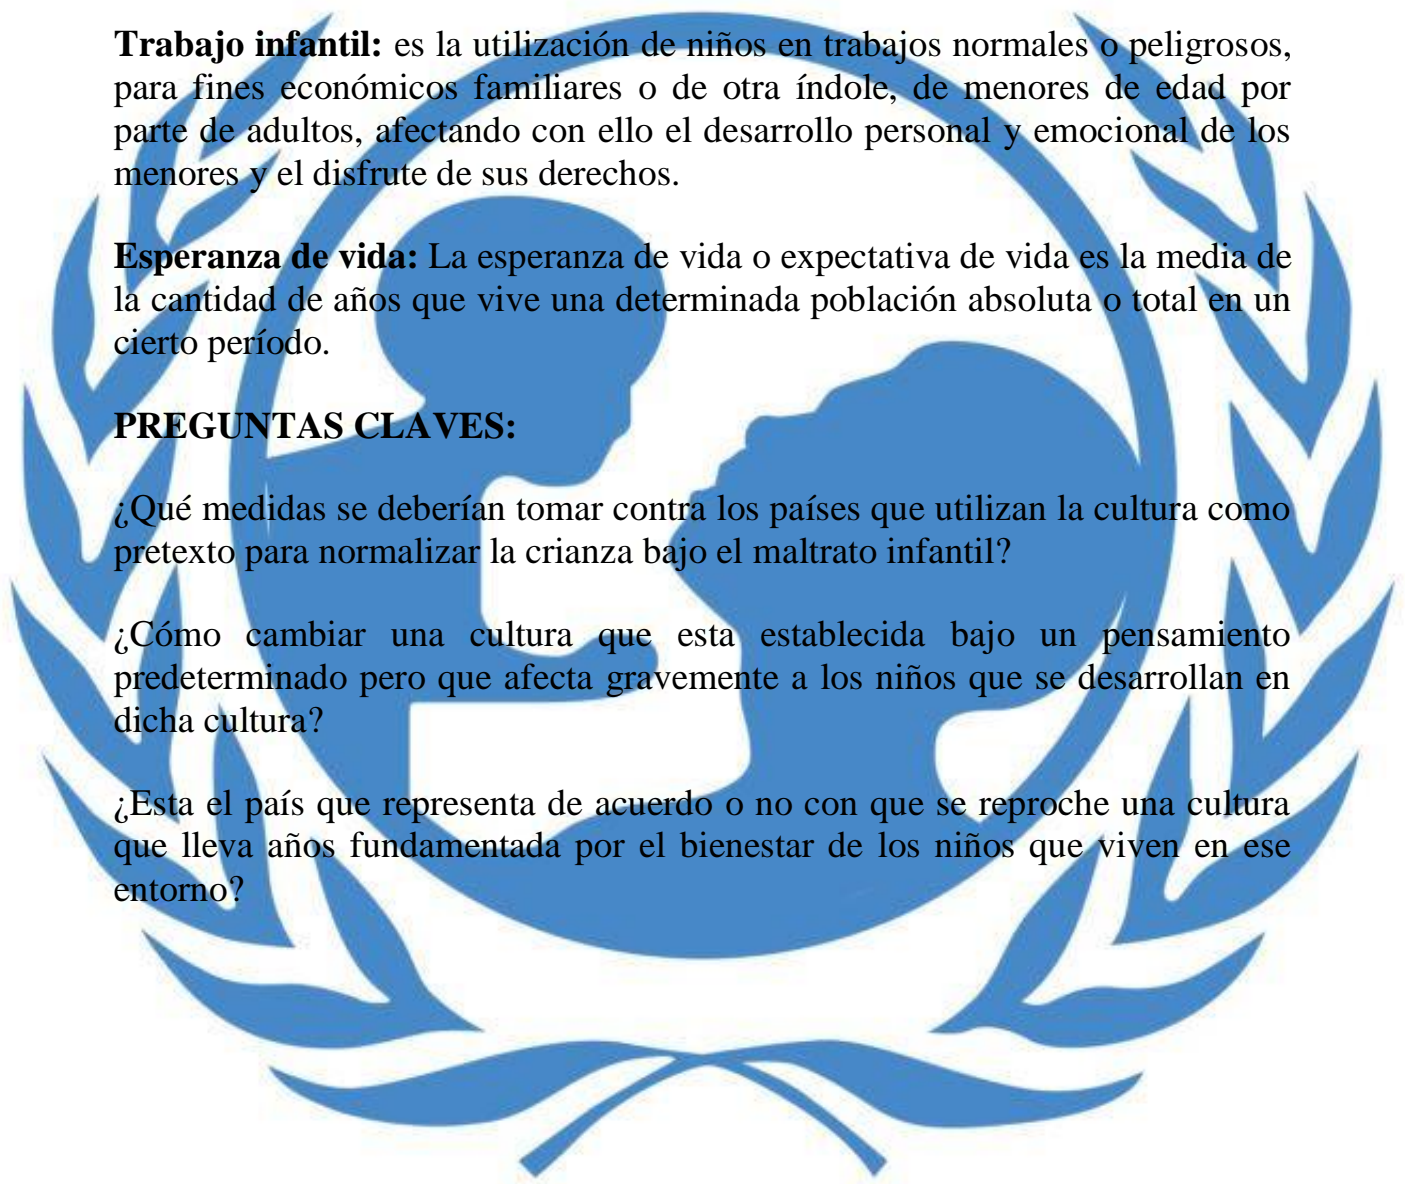 Trabajo infantil: es la utilización de niños en trabajos normales o peligrosos,
para fines económicos familiares o de otra índole, de menores de edad por
parte de adultos, afectando con ello el desarrollo personal y emocional de los
menores y el disfrute de sus derechos.
Esperanza de vida: La esperanza de vida o expectativa de vida es la media de
la cantidad de años que vive una determinada población absoluta o total en un
cierto período.
PREGUNTAS CLAVES:
¿Qué medidas se deberían tomar contra los países que utilizan la cultura como
pretexto para normalizar la crianza bajo el maltrato infantil?
¿Cómo cambiar una cultura que esta establecida bajo un pensamiento
predeterminado pero que afecta gravemente a los niños que se desarrollan en
dicha cultura?
¿Esta el país que representa de acuerdo o no con que se reproche una cultura
que lleva años fundamentada por el bienestar de los niños que viven en ese
entorno?